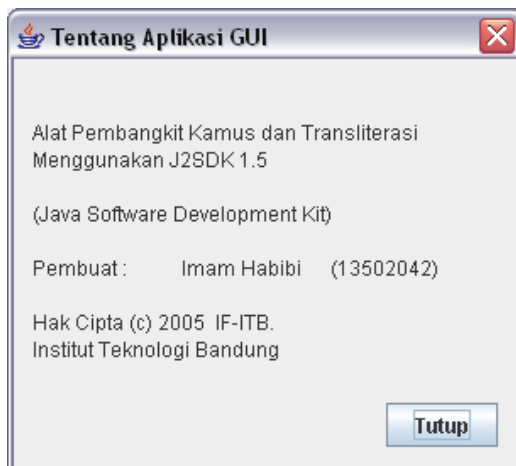 Tentang Aplikasi GUI
Alat Pembangkit Kamus dan Transliterasi
Menggunakan J2SDK 1.5
(Java Software Development Kit)
Pembuat : Imam Habibi (13502042)
Hak Cipta (c) 2005 IF-ITB.
Institut Teknologi Bandung
Tutup